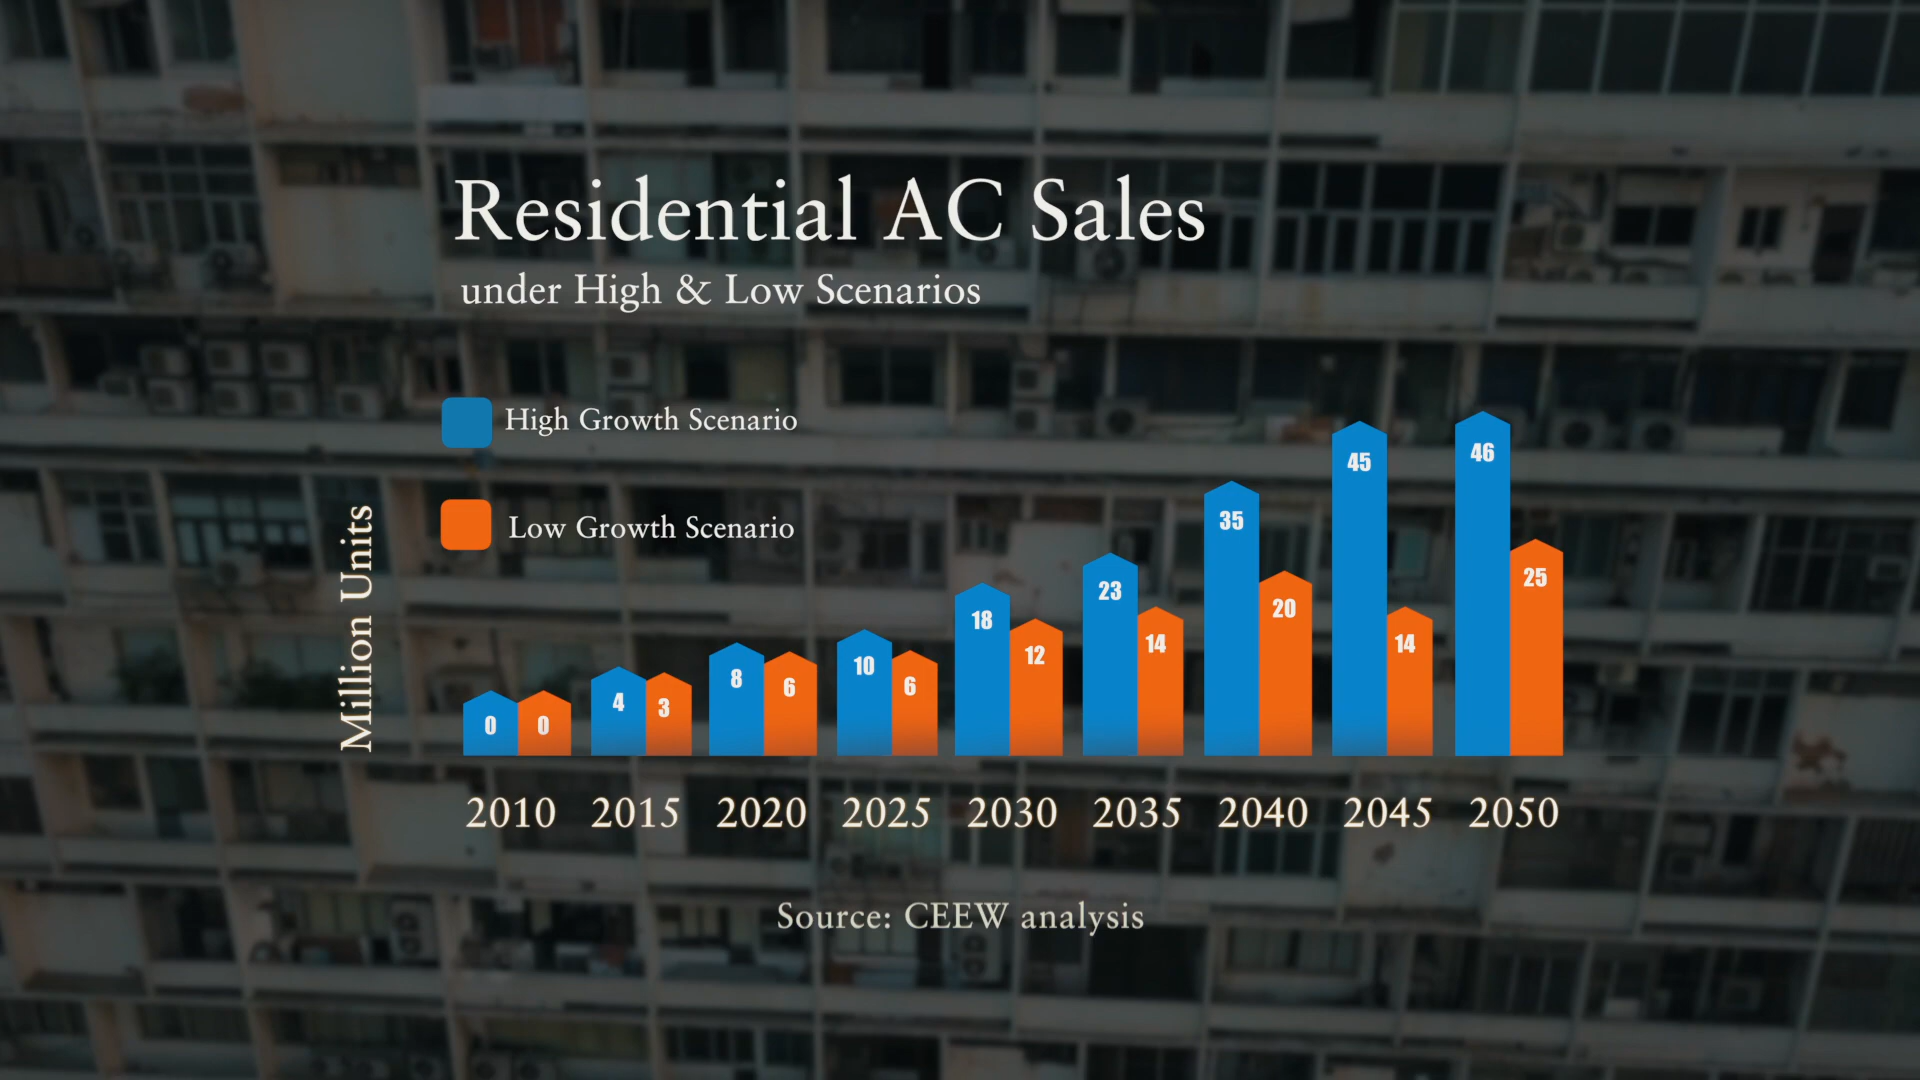 Residential AC Sales
under High & Low Scenarios
High Growth Scenario
Low Growth Scenario
Million Units
0 0 4 3 8 6 10 6 18 12 23 14 35 20 45 14 46 25
2010 2015 2020 2025 2030 2035 2040 2045 2050
Source: CEEW analysis